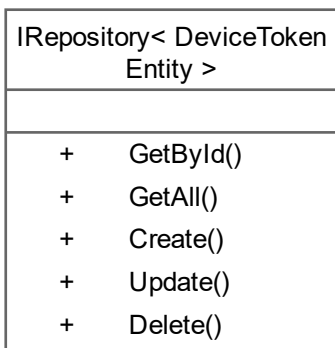 IRepository< DeviceToken
Entity >
+ GetById()
+ GetAll()
+ Create()
+ Update()
+ Delete()